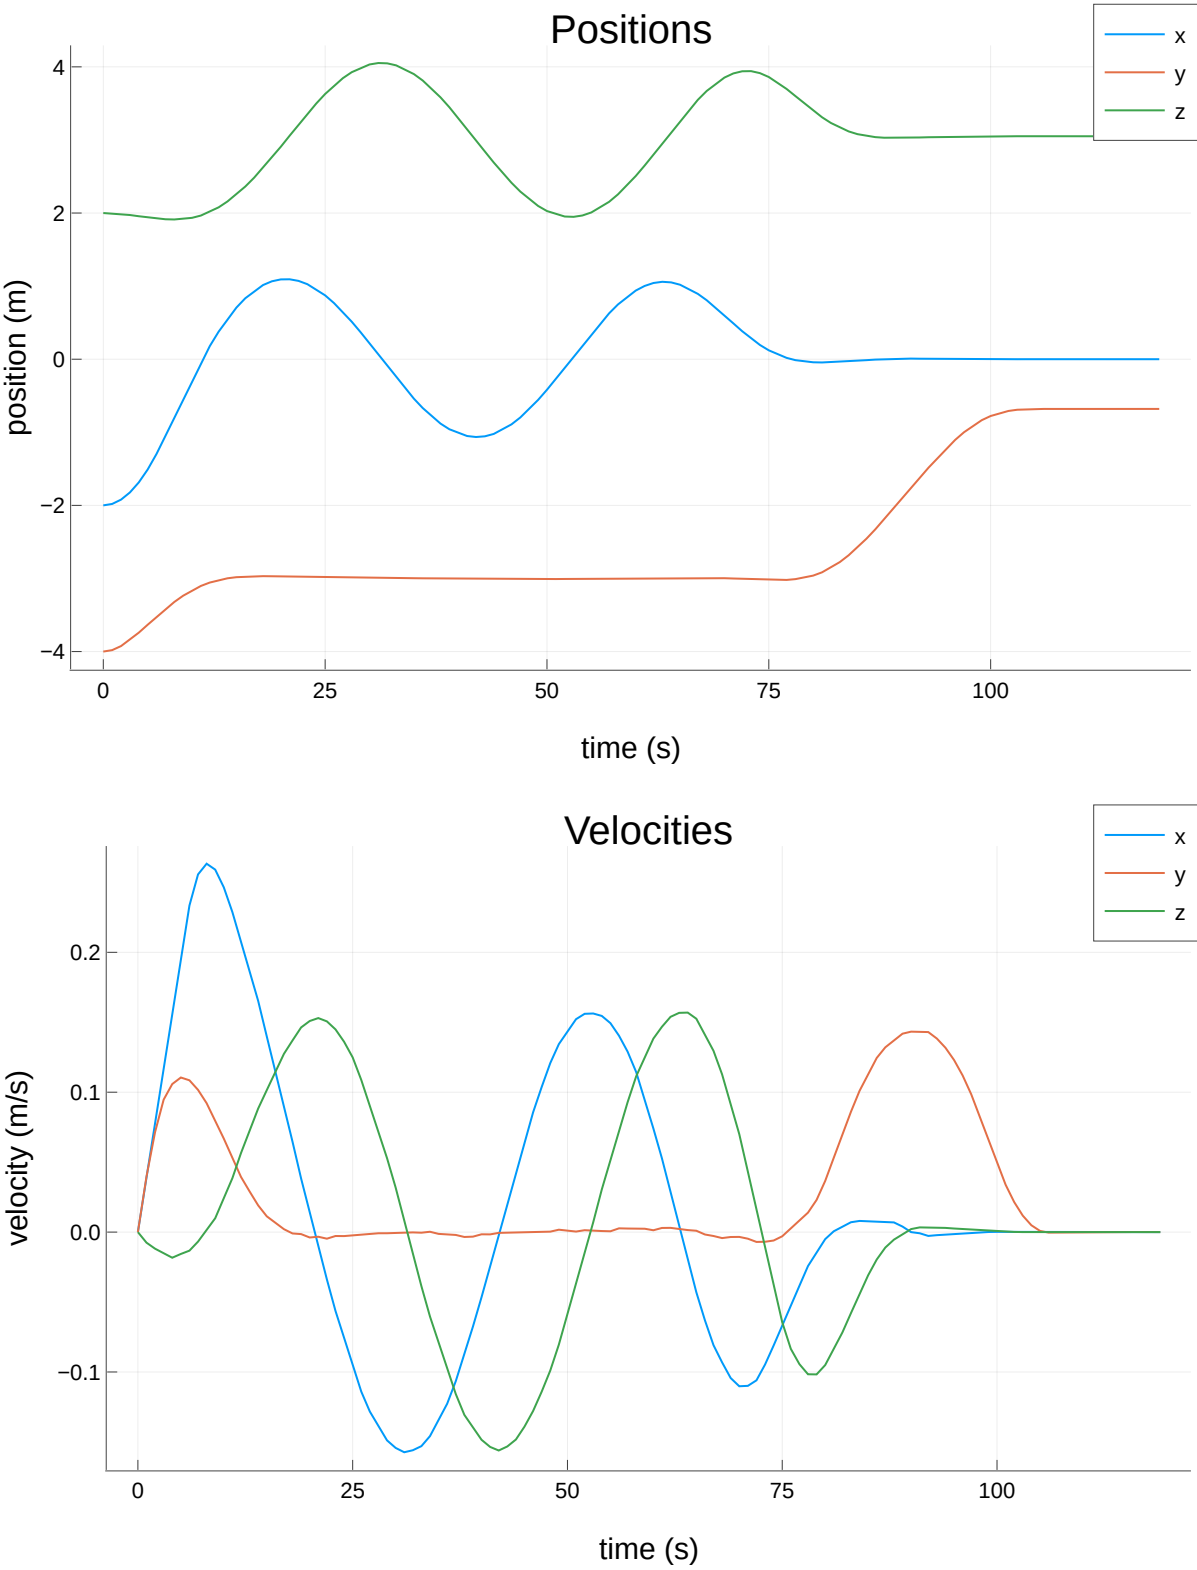 Positions
x
y
z
4
2
0
−2
−4
position (m)
0 25 50 75 100
time (s)
Velocities
x
y
z
0.2
0.1
0.0
−0.1
velocity (m/s)
0 25 50 75 100
time (s)